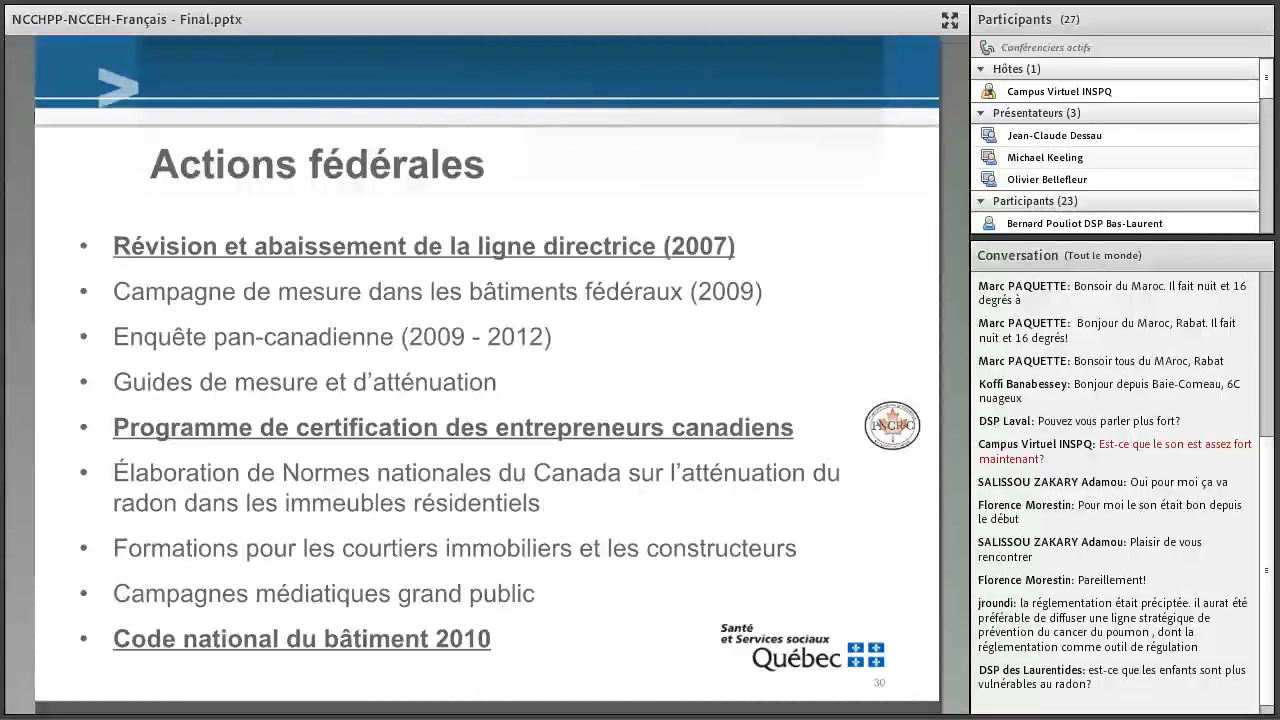 NCCHPP-NCCEH-Français - Final.pptx
>
Actions fédérales
• Révision et abaissement de la ligne directrice (2007)
• Campagne de mesure dans les bâtiments fédéraux (2009)
• Enquête pan-canadienne (2009 - 2012)
• Guides de mesure et d’atténuation
• Programme de certification des entrepreneurs canadiens
• Élaboration de Normes nationales du Canada sur l’atténuation du
radon dans les immeubles résidentiels
• Formations pour les courtiers immobiliers et les constructeurs
• Campagnes médiatiques grand public
• Code national du bâtiment 2010
Santé
et Services sociaux
Québec
30
Participants (27)
Conférenciers actifs
Hôtes (1)
Campus Virtuel INSPQ
Présentateurs (3)
Jean-Claude Dessau
Michael Keeling
Olivier Bellefleur
Participants (23)
Bernard Pouliot DSP Bas-Laurent
Conversation (Tout le monde)
Marc PAQUETTE: Bonsoir du Maroc. Il fait nuit et 16
degrés à
Marc PAQUETTE: Bonjour du Maroc, Rabat. Il fait
nuit et 16 degrés!
Marc PAQUETTE: Bonsoir tous du MAroc, Rabat
Koffi Banabessey: Bonjour depuis Baie-Comeau, 6C
nuageux
DSP Laval: Pouvez vous parler plus fort?
Campus Virtuel INSPQ: Est-ce que le son est assez fort
maintenant?
SALISSOU ZAKARY Adamou: Oui pour moi ça va
Florence Morestin: Pour moi le son était bon depuis
le début
SALISSOU ZAKARY Adamou: Plaisir de vous
rencontrer
Florence Morestin: Pareillement!
jroundi: la réglementation était préciptée. il aurat été
préférable de diffuser une ligne stratégique de
prévention du cancer du poumon , dont la
réglementation comme outil de régulation
DSP des Laurentides: est-ce que les enfants sont plus
vulnérables au radon?